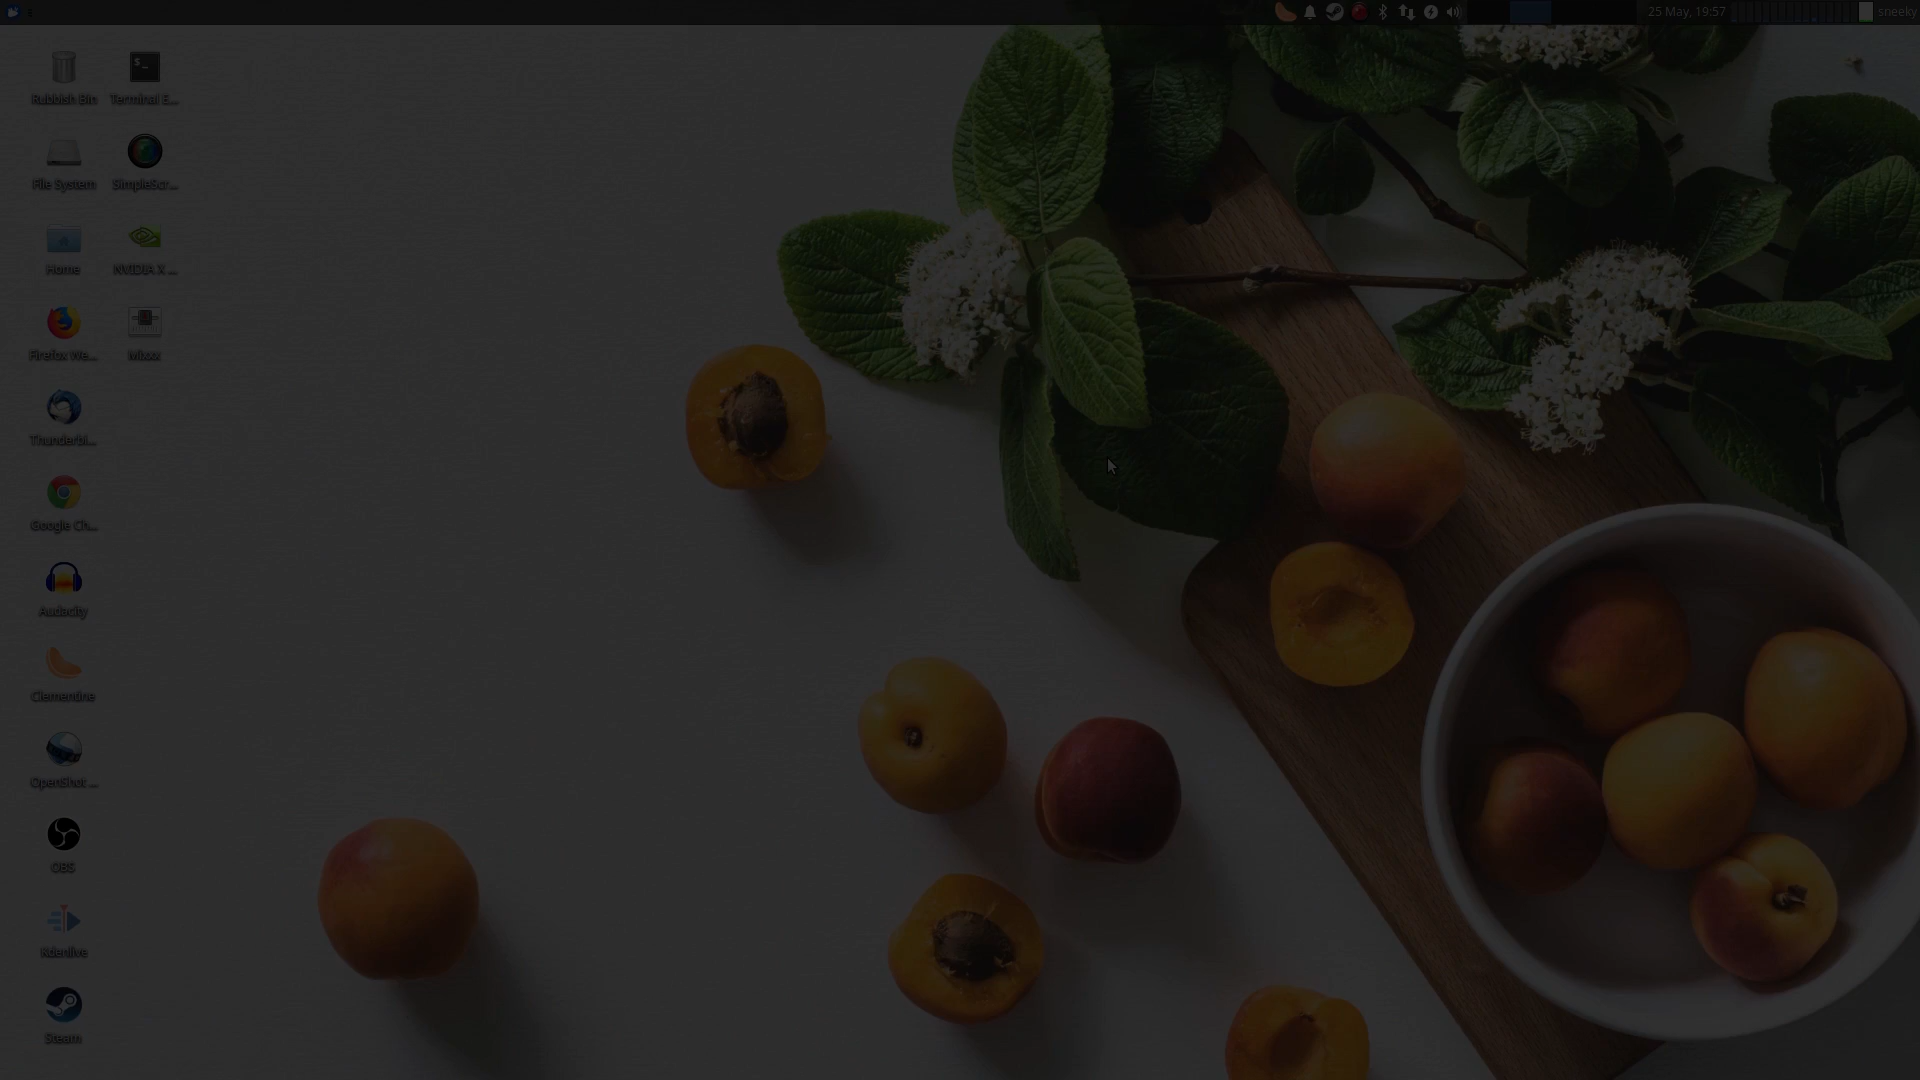 25 May, 19:57
sneeky
Rubbish Bin
Terminal E...
$_
File System
SimpleScr...
Home
NVIDIA X ...
Firefox We...
Mixxx
Thunderbi...
Google Ch...
Audacity
Clementine
OpenShot ...
OBS
Kdenlive
Steam